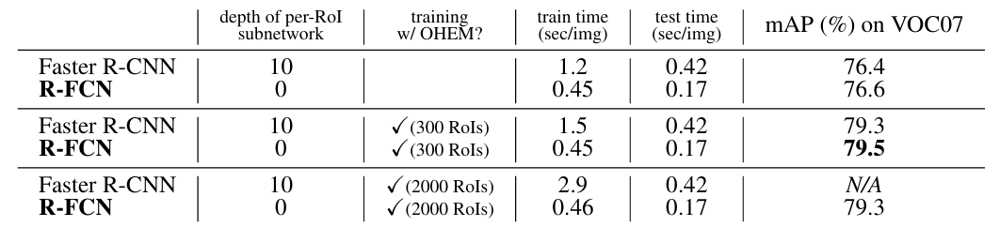 depth of per-RoI subnetwork training w/ OHEM? train time (sec/img) test time (sec/img) mAP (%) on VOC07
Faster R-CNN 10 1.2 0.42 76.4
R-FCN 0 0.45 0.17 76.6
Faster R-CNN 10 ✓(300 RoIs) 1.5 0.42 79.3
R-FCN 0 ✓(300 RoIs) 0.45 0.17 79.5
Faster R-CNN 10 ✓(2000 RoIs) 2.9 0.42 N/A
R-FCN 0 ✓(2000 RoIs) 0.46 0.17 79.3